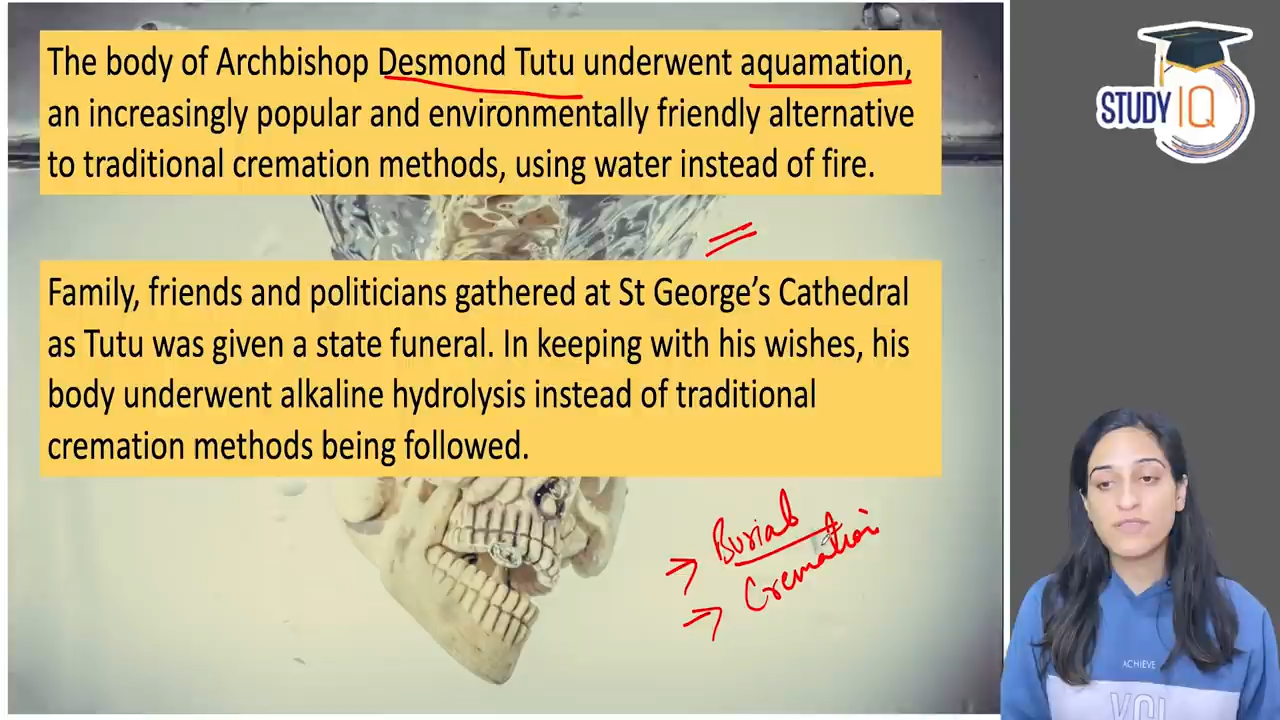 The body of Archbishop Desmond Tutu underwent aquamation,
an increasingly popular and environmentally friendly alternative
to traditional cremation methods, using water instead of fire.
STUDY IQ
Family, friends and politicians gathered at St George’s Cathedral
as Tutu was given a state funeral. In keeping with his wishes, his
body underwent alkaline hydrolysis instead of traditional
cremation methods being followed.
→ Burial
→ Cremation
ACHIEVE